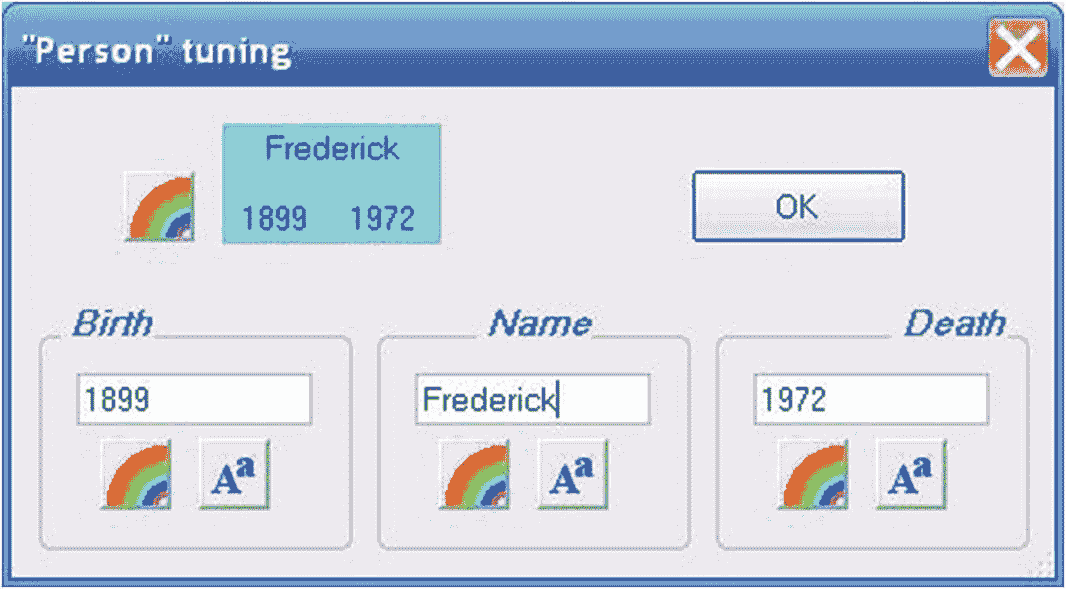 "Person" tuning
Frederick
1899 1972
OK
Birth
Name
Death
1899
Frederick
1972
Aa
Aa
Aa